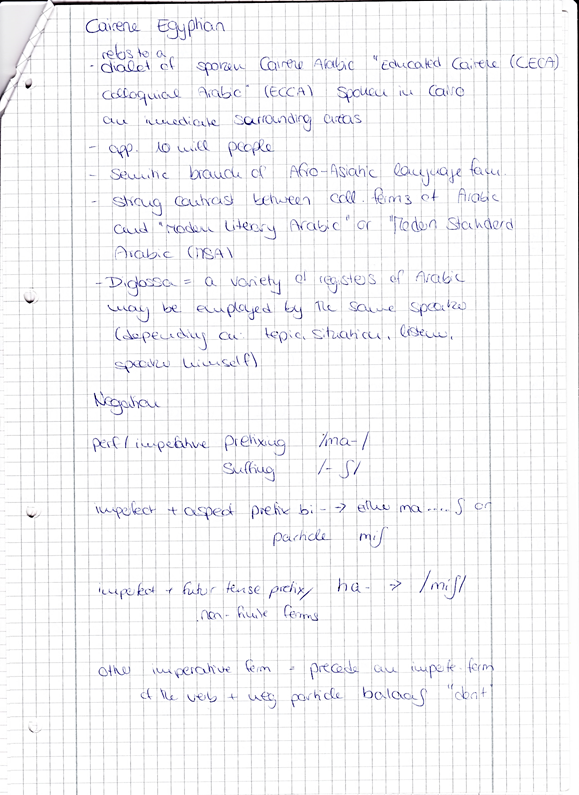 Cairene Egyptian
refers to a
- dialect of spoken Cairene Arabic "Educated Cairene (CECA)
colloquial Arabic" (ECCA) spoken in Cairo
an immediate surrounding areas
- app. 10 mill people
- Semitic branch of Afro-Asiatic language fam.
- strong contrast between coll. forms of Arabic
and "Modern Literary Arabic" or "Modern Standard
Arabic (MSA)
- Diglossa = a variety of registers of Arabic
may be employed by the same speaker
(depending on: topic, situation, listener,
speaker himself)
Negation
perf / imperative prefixing /ma-/
suffixing /-ʃ/
imperfect + aspect prefix bi- -> either ma....ʃ or
particle miʃ
imperfect + futur tense prefix, ha- -> /miʃ/
non-finite forms
other imperative form = precede an imperf. form
of the verb + neg particle balaaʃ "don't"